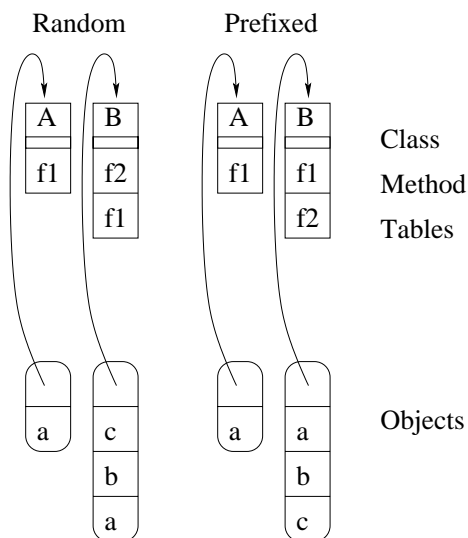 Random Prefixed
A B A B Class
f1 f2 f1 f1 Method
f1 f2 Tables
a c a a Objects
b b
a c